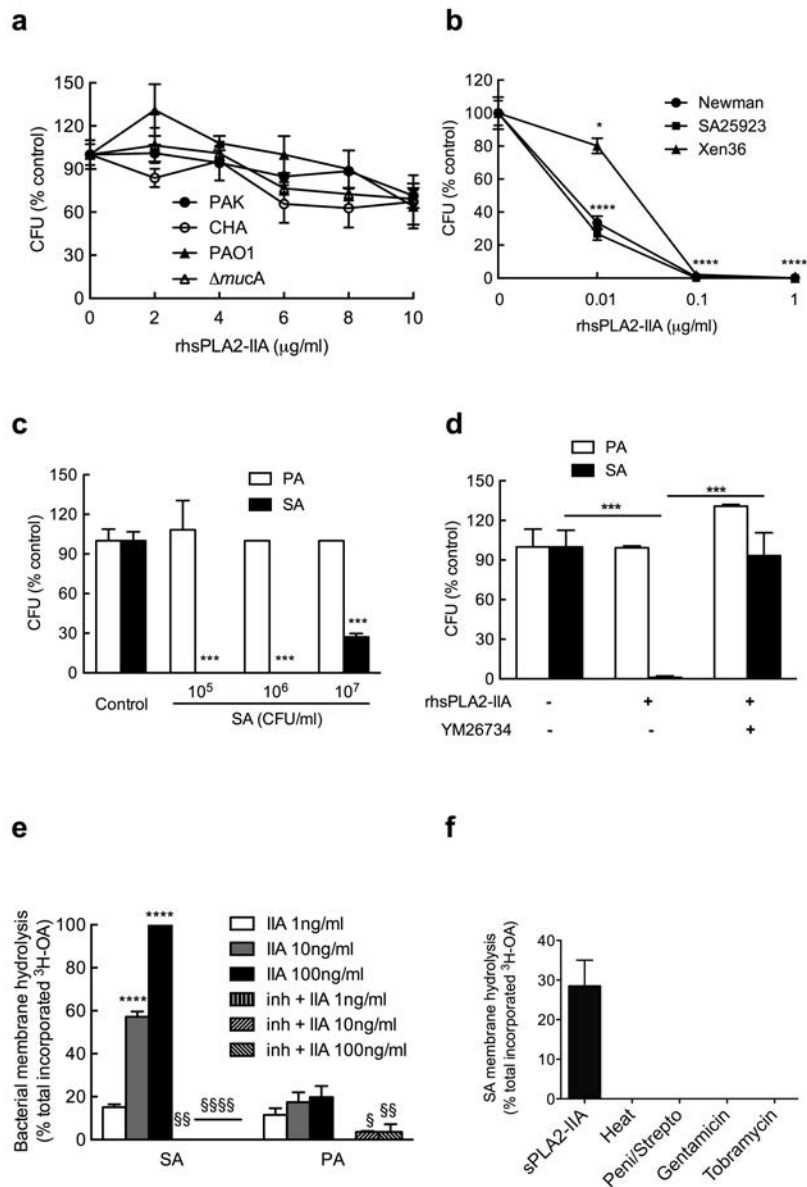 a
CFU (% control)
150
120
90
60
30
0
PAK
CHA
PAO1
ΔmucA
0 2 4 6 8 10
rhsPLA2-IIA (μg/ml)
b
CFU (% control)
120
100
80
60
40
20
0
Newman
SA25923
Xen36
*
****
**** ****
0 0.01 0.1 1
rhsPLA2-IIA (μg/ml)
c
CFU (% control)
150
120
90
60
30
0
PA
SA
*** *** ***
Control 10⁵ 10⁶ 10⁷
SA (CFU/ml)
d
CFU (% control)
150
120
90
60
30
0
PA
SA
*** ***
rhsPLA2-IIA - + +
YM26734 - - +
e
Bacterial membrane hydrolysis
(% total incorporated ³H-OA)
100
80
60
40
20
0
****
****
§§ §§§§
§ §§
IIA 1ng/ml
IIA 10ng/ml
IIA 100ng/ml
inh + IIA 1ng/ml
inh + IIA 10ng/ml
inh + IIA 100ng/ml
SA PA
f
SA membrane hydrolysis
(% total incorporated ³H-OA)
40
30
20
10
0
sPLA2-IIA
Heat
Peni/Strepto
Gentamicin
Tobramycin